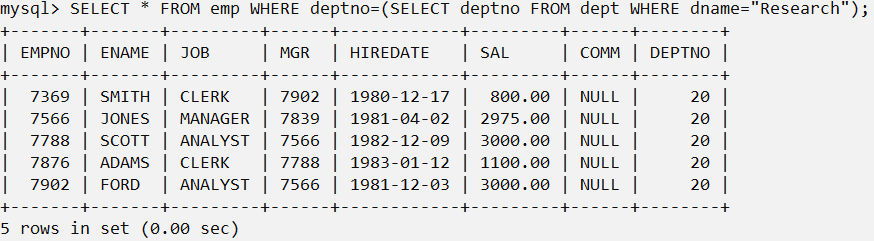 mysql> SELECT * FROM emp WHERE deptno=(SELECT deptno FROM dept WHERE dname="Research");
+-------+-------+---------+------+------------+---------+------+--------+
| EMPNO | ENAME | JOB     | MGR  | HIREDATE   | SAL     | COMM | DEPTNO |
+-------+-------+---------+------+------------+---------+------+--------+
|  7369 | SMITH | CLERK   | 7902 | 1980-12-17 |  800.00 | NULL |     20 |
|  7566 | JONES | MANAGER | 7839 | 1981-04-02 | 2975.00 | NULL |     20 |
|  7788 | SCOTT | ANALYST | 7566 | 1982-12-09 | 3000.00 | NULL |     20 |
|  7876 | ADAMS | CLERK   | 7788 | 1983-01-12 | 1100.00 | NULL |     20 |
|  7902 | FORD  | ANALYST | 7566 | 1981-12-03 | 3000.00 | NULL |     20 |
+-------+-------+---------+------+------------+---------+------+--------+
5 rows in set (0.00 sec)